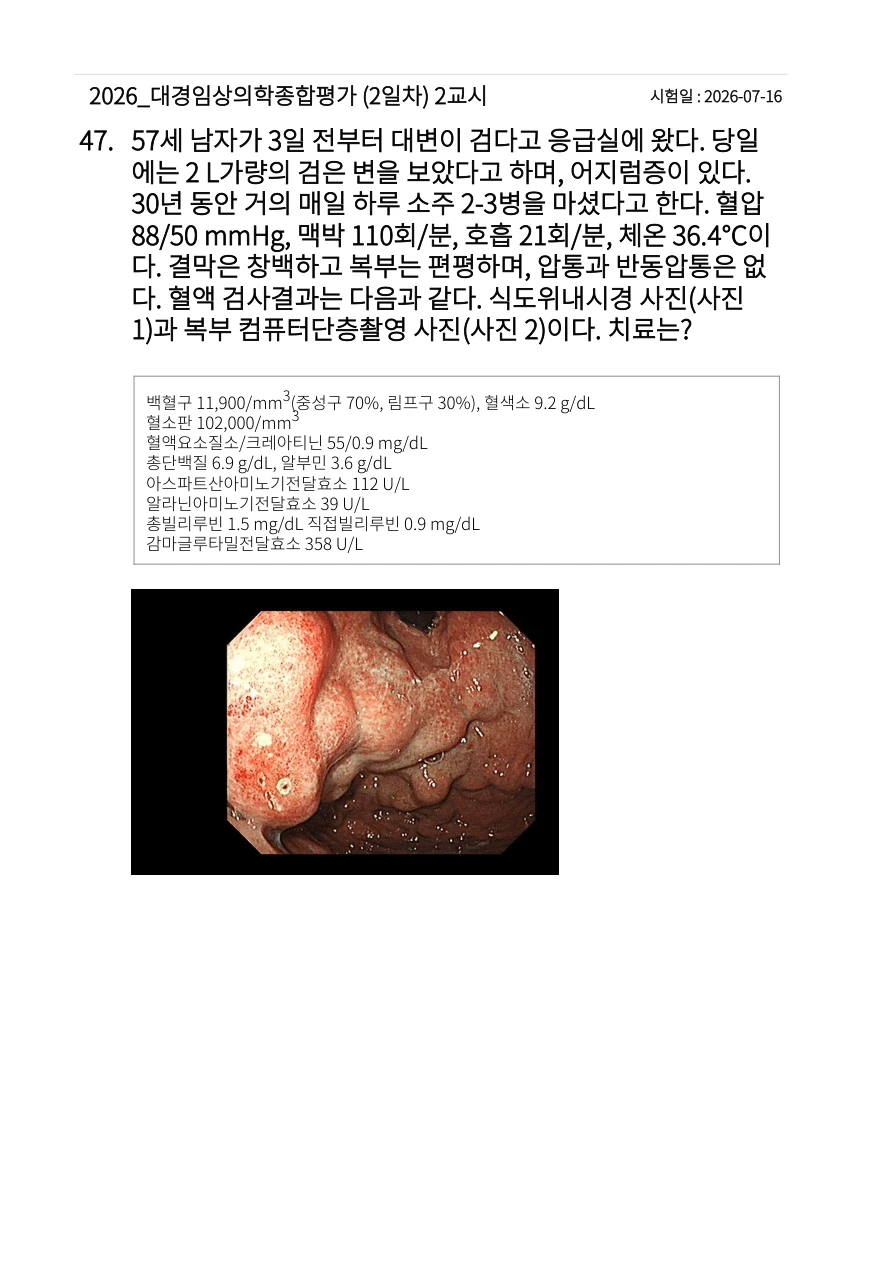 2026_대경임상의학종합평가 (2일차) 2교시
시험일 : 2026-07-16
47. 57세 남자가 3일 전부터 대변이 검다고 응급실에 왔다. 당일
에는 2 L가량의 검은 변을 보았다고 하며, 어지럼증이 있다.
30년 동안 거의 매일 하루 소주 2-3병을 마셨다고 한다. 혈압
88/50 mmHg, 맥박 110회/분, 호흡 21회/분, 체온 36.4℃이
다. 결막은 창백하고 복부는 편평하며, 압통과 반동압통은 없
다. 혈액 검사결과는 다음과 같다. 식도위내시경 사진(사진
1)과 복부 컴퓨터단층촬영 사진(사진 2)이다. 치료는?
백혈구 11,900/mm³(중성구 70%, 림프구 30%), 혈색소 9.2 g/dL
혈소판 102,000/mm³
혈액요소질소/크레아티닌 55/0.9 mg/dL
총단백질 6.9 g/dL, 알부민 3.6 g/dL
아스파트산아미노기전달효소 112 U/L
알라닌아미노기전달효소 39 U/L
총빌리루빈 1.5 mg/dL 직접빌리루빈 0.9 mg/dL
감마글루타밀전달효소 358 U/L